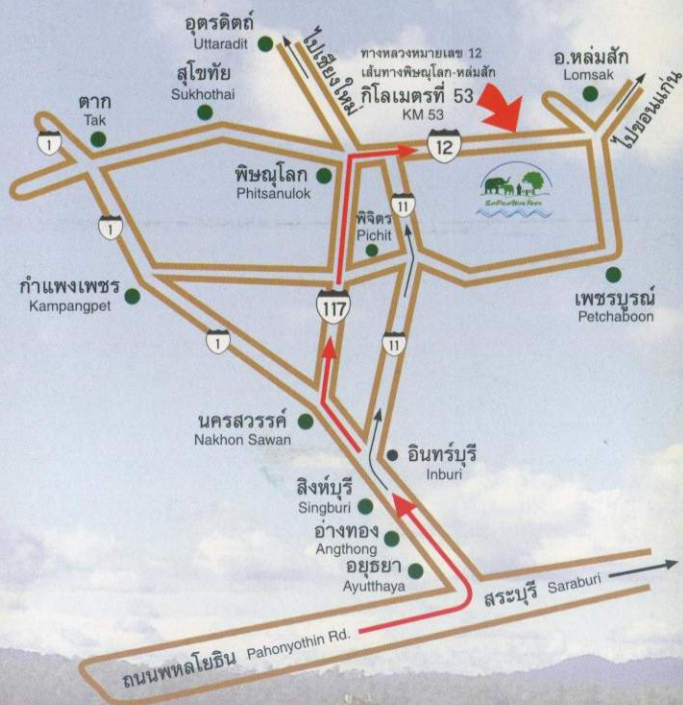 อุตรดิตถ์
Uttaradit
ไปเชียงใหม่
ทางหลวงหมายเลข 12
เส้นทางพิษณุโลก-หล่มสัก
กิโลเมตรที่ 53
KM 53
อ.หล่มสัก
Lomsak
ไปขอนแก่น
สุโขทัย
Sukhothai
ตาก
Tak
1
12
พิษณุโลก
Phitsanulok
11
พิจิตร
Pichit
1
กำแพงเพชร
Kampangpet
เพชรบูรณ์
Petchaboon
117
1
11
นครสวรรค์
Nakhon Sawan
อินทร์บุรี
Inburi
สิงห์บุรี
Singburi
อ่างทอง
Angthong
อยุธยา
Ayutthaya
สระบุรี Saraburi
ถนนพหลโยธิน Pahonyothin Rd.